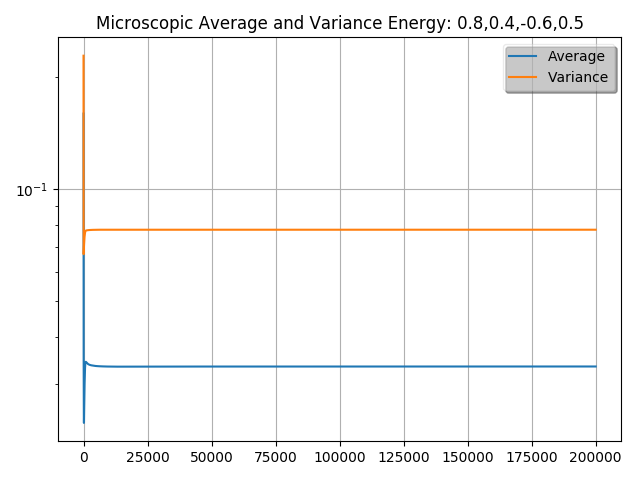 Microscopic Average and Variance Energy: 0.8,0.4,-0.6,0.5
Average
Variance
10⁻¹
0 25000 50000 75000 100000 125000 150000 175000 200000